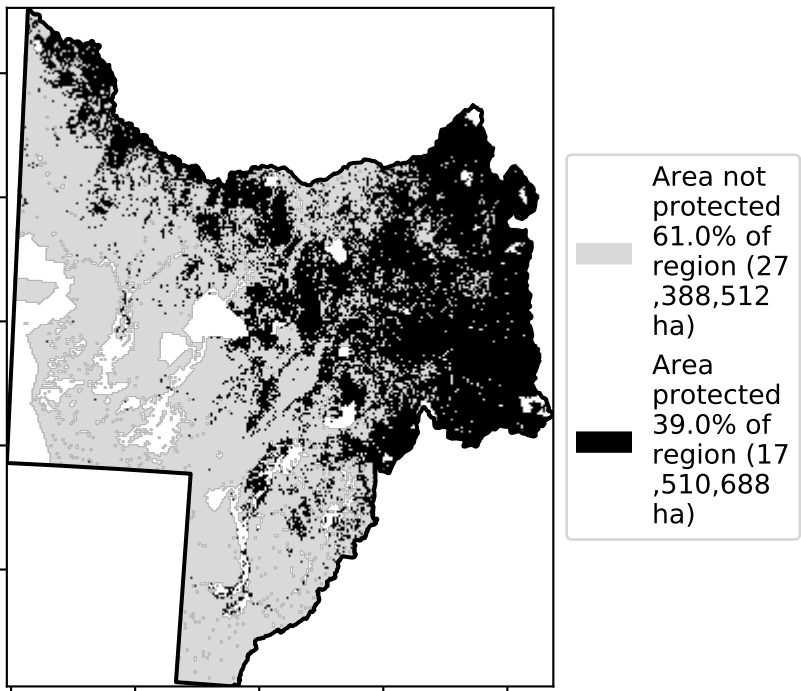 Area not
protected
61.0% of
region (27
,388,512
ha)
Area
protected
39.0% of
region (17
,510,688
ha)